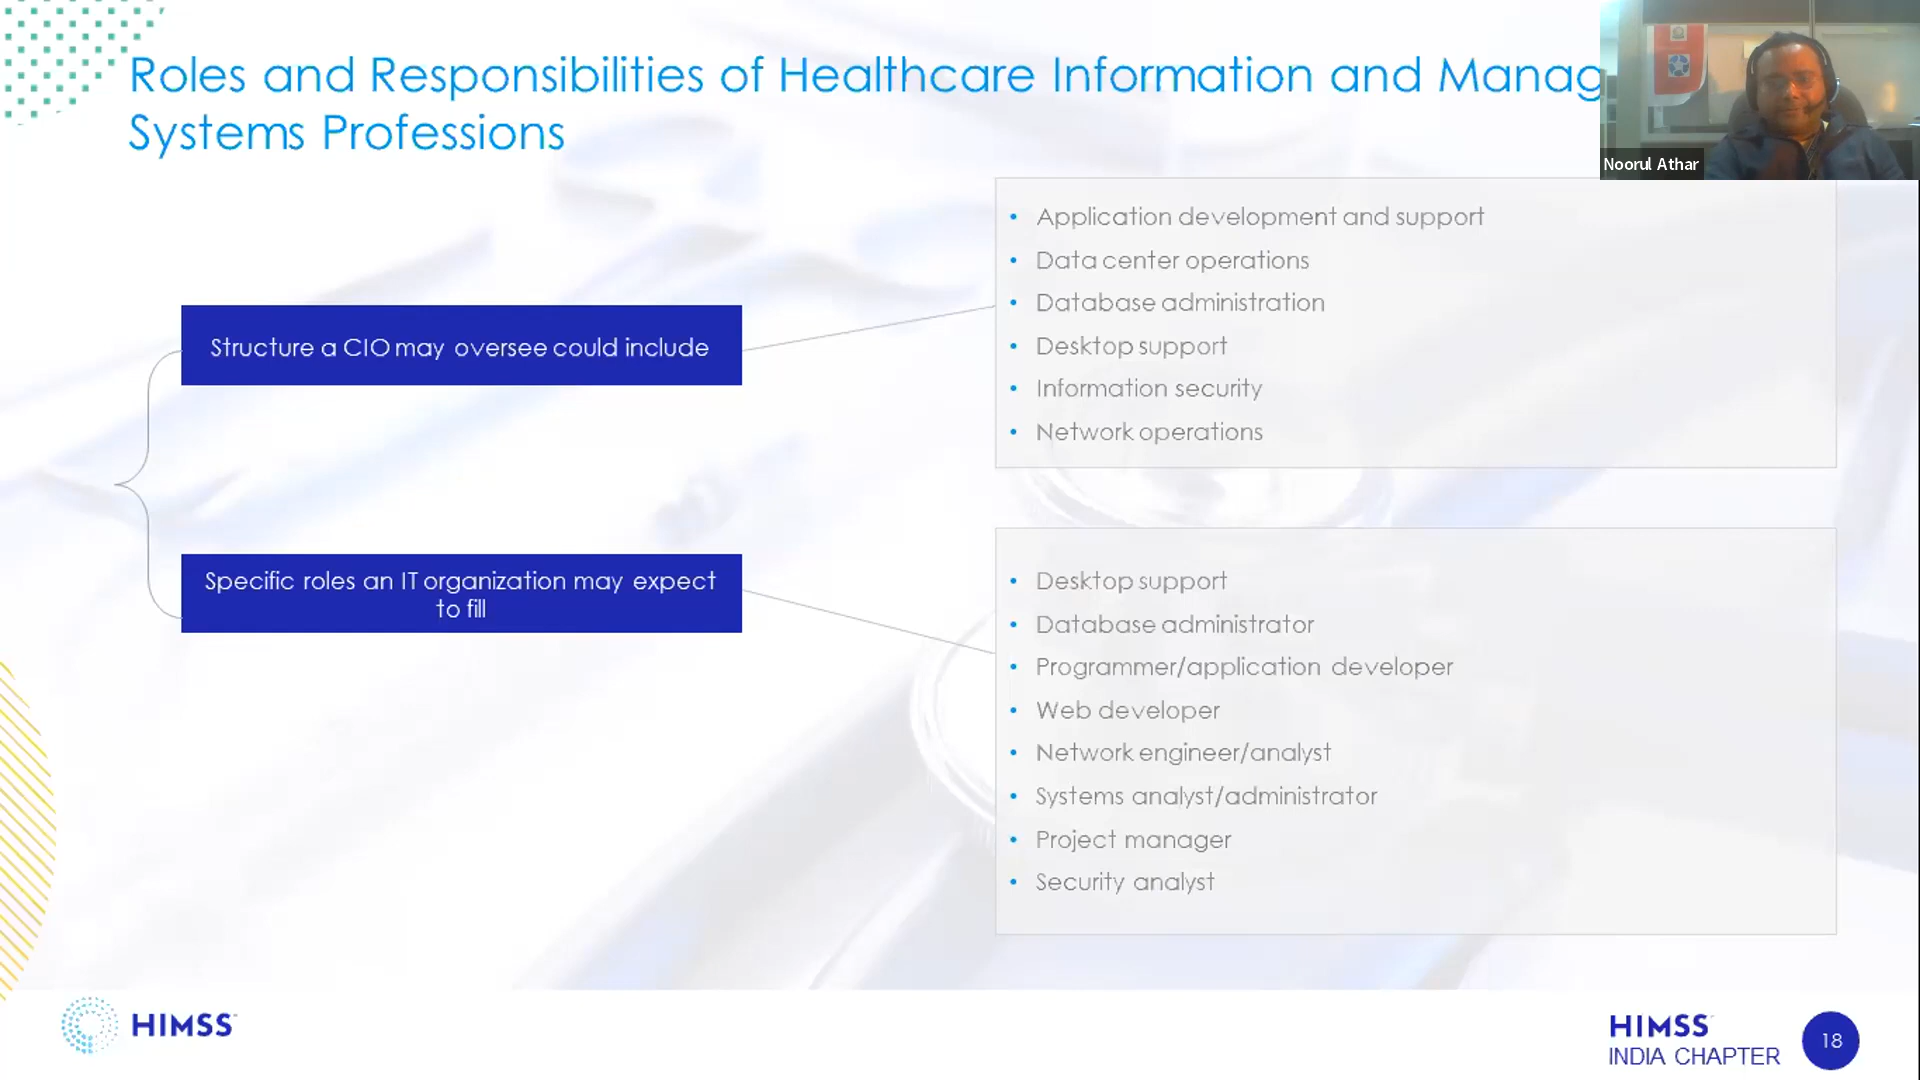 Roles and Responsibilities of Healthcare Information and Manag
Systems Professions
Noorul Athar
Structure a CIO may oversee could include
• Application development and support
• Data center operations
• Database administration
• Desktop support
• Information security
• Network operations
Specific roles an IT organization may expect
to fill
• Desktop support
• Database administrator
• Programmer/application developer
• Web developer
• Network engineer/analyst
• Systems analyst/administrator
• Project manager
• Security analyst
HIMSS
HIMSS
INDIA CHAPTER
18